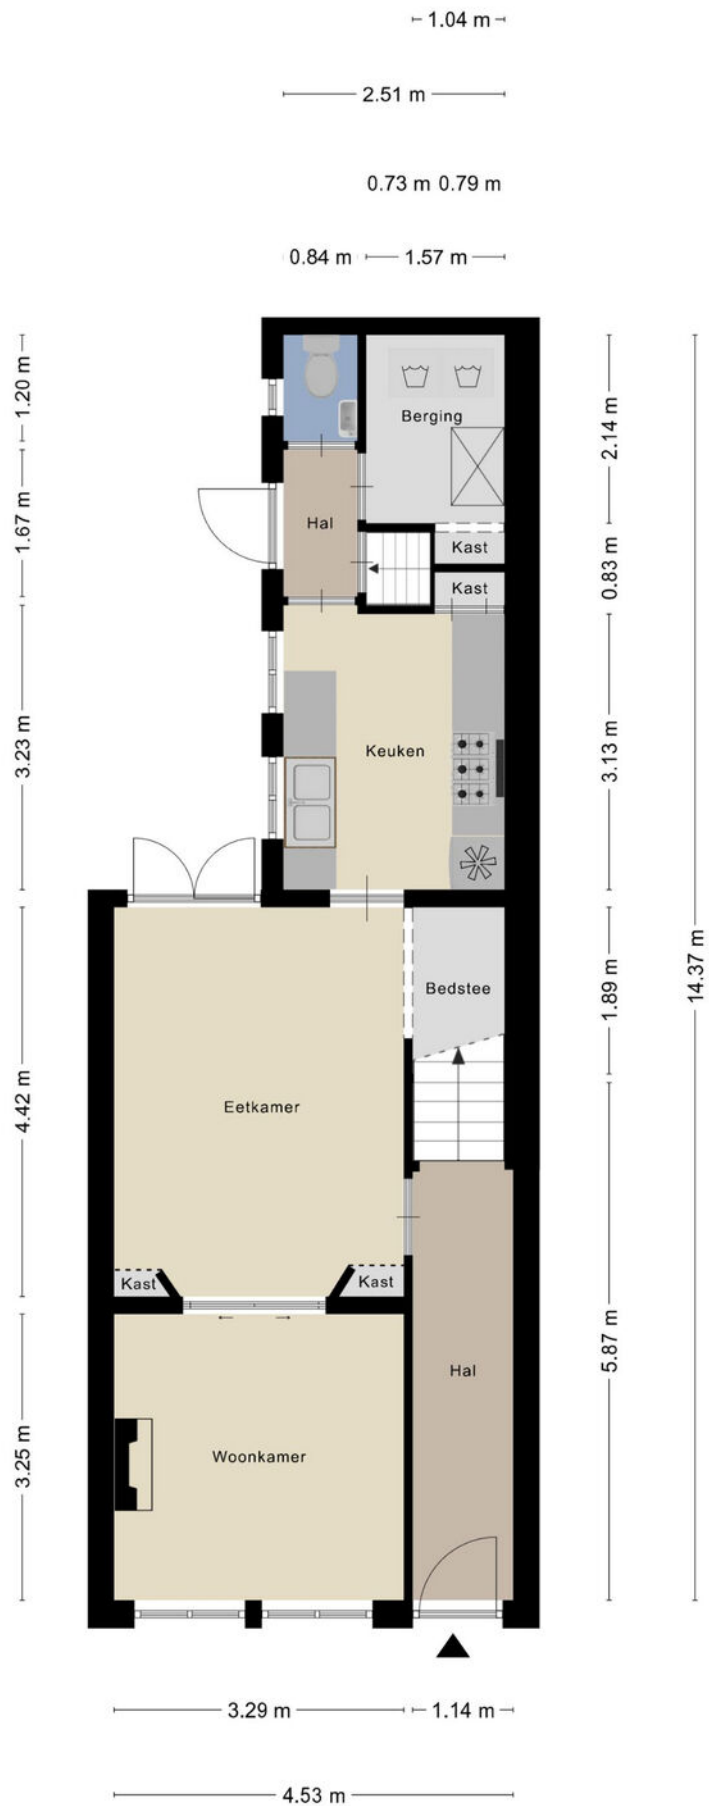 1.04 m
2.51 m
0.73 m 0.79 m
0.84 m 1.57 m
1.20 m
2.14 m
Berging
1.67 m
Hal
Kast
0.83 m
Kast
3.23 m
Keuken
3.13 m
14.37 m
Bedstee
1.89 m
4.42 m
Eetkamer
Kast
Kast
5.87 m
Hal
3.25 m
Woonkamer
3.29 m
1.14 m
4.53 m